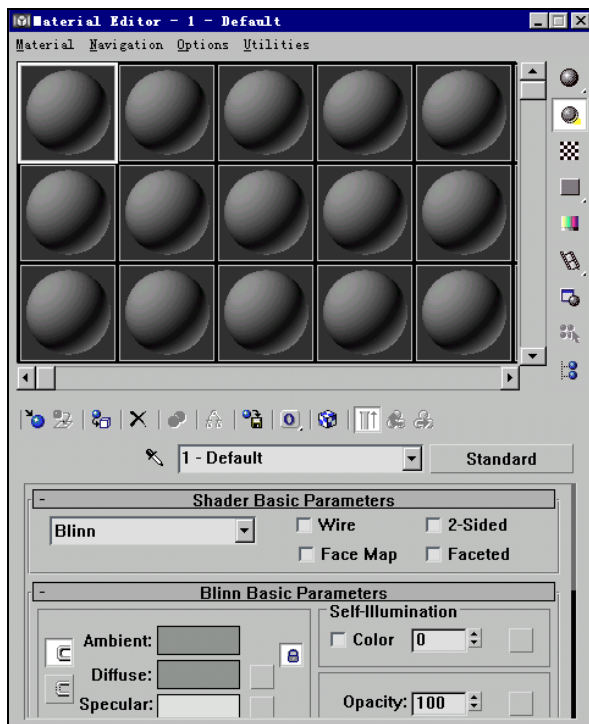 Material Editor - 1 - Default
Material Navigation Options Utilities
1 - Default Standard
Shader Basic Parameters
Blinn Wire 2-Sided
Face Map Faceted
Blinn Basic Parameters
Self-Illumination
Ambient: Color 0
Diffuse:
Specular: Opacity: 100